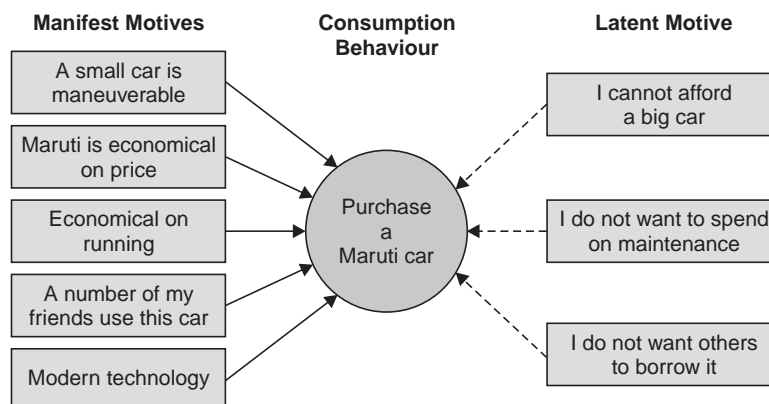 Manifest Motives
Consumption
Behaviour
Latent Motive
A small car is
maneuverable
Maruti is economical
on price
Economical on
running
A number of my
friends use this car
Modern technology
Purchase
a
Maruti car
I cannot afford
a big car
I do not want to spend
on maintenance
I do not want others
to borrow it